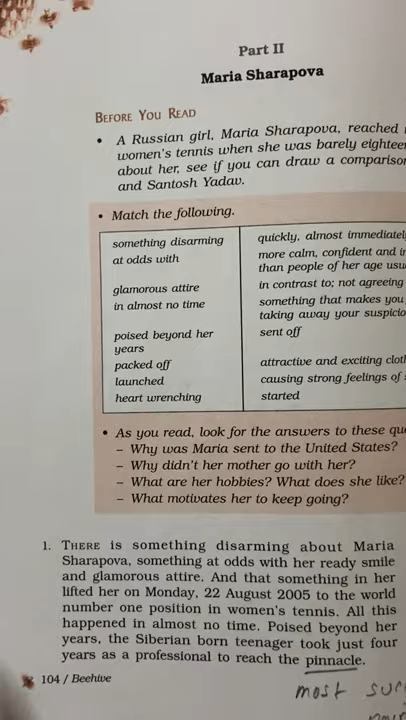 Part II
Maria Sharapova
BEFORE YOU READ
• A Russian girl, Maria Sharapova, reached
women's tennis when she was barely eighteen
about her, see if you can draw a comparison
and Santosh Yadav.
• Match the following.
something disarming
quickly, almost immediately
at odds with
more calm, confident and in
than people of her age usu
glamorous attire
in contrast to; not agreeing
in almost no time
something that makes you
taking away your suspicio
poised beyond her
years
sent off
packed off
attractive and exciting clot
launched
causing strong feelings of
heart wrenching
started
• As you read, look for the answers to these que
– Why was Maria sent to the United States?
– Why didn't her mother go with her?
– What are her hobbies? What does she like?
– What motivates her to keep going?
1. THERE is something disarming about Maria
Sharapova, something at odds with her ready smile
and glamorous attire. And that something in her
lifted her on Monday, 22 August 2005 to the world
number one position in women's tennis. All this
happened in almost no time. Poised beyond her
years, the Siberian born teenager took just four
years as a professional to reach the pinnacle.
104 / Beehive
most suc